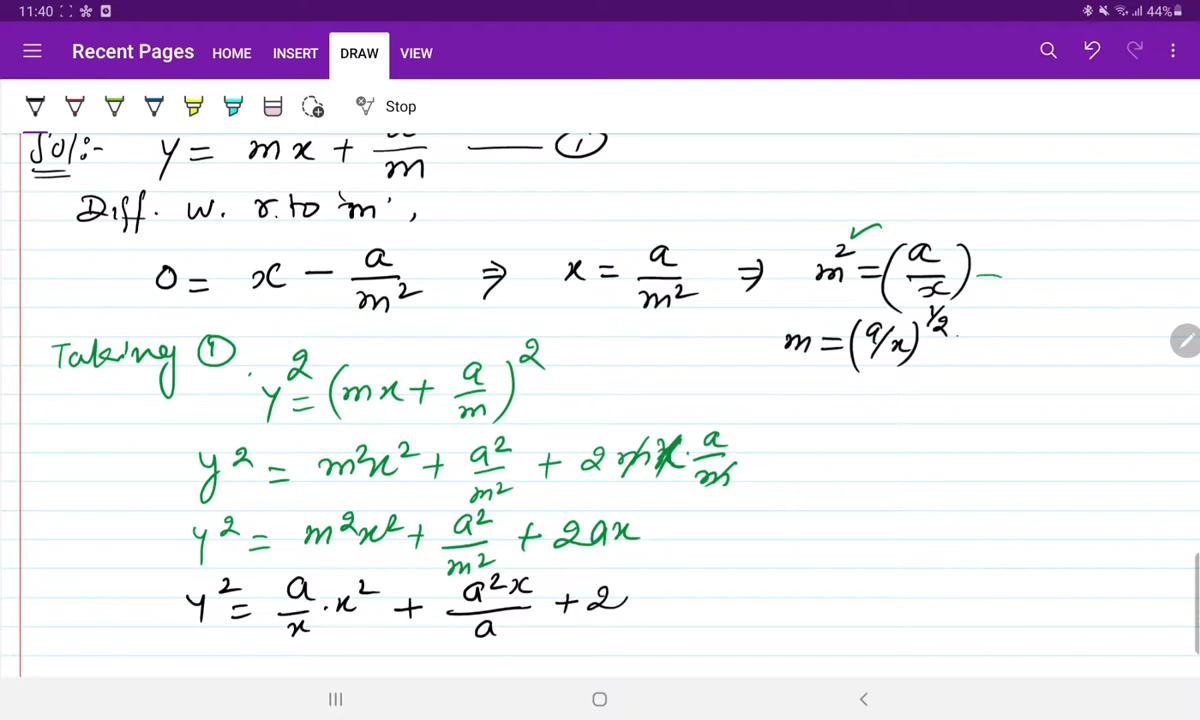 11:40 44%
Recent Pages HOME INSERT DRAW VIEW
Stop
Sol:- y = mx + a/m —— ①
Diff. w. r. to 'm',
0 = x - a/m² ⇒ x = a/m² ⇒ m² = (a/x) -
m = (a/x)^1/2.
Taking ①.
y² = (mx + a/m)²
y² = m²x² + a²/m² + 2mx · a/m
y² = m²x² + a²/m² + 2ax
y² = a/x · x² + a²x/a + 2